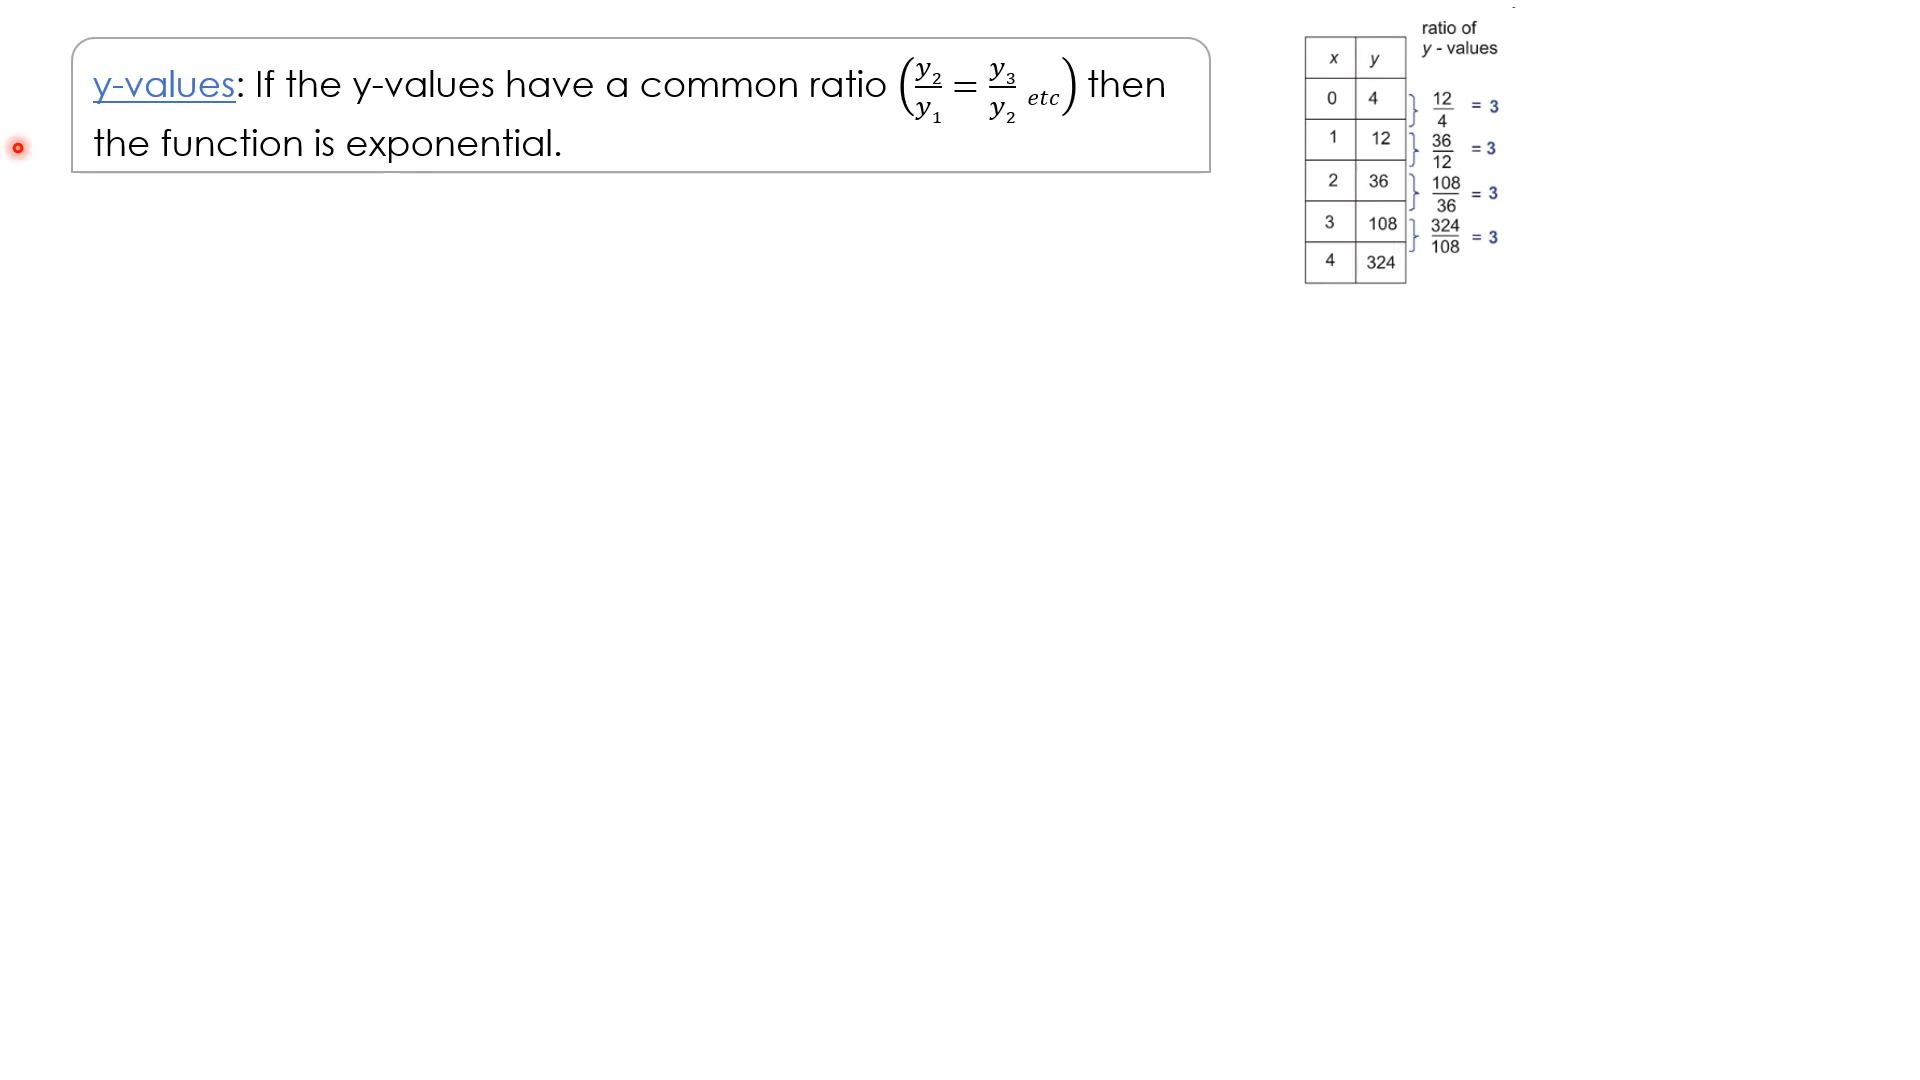 y-values: If the y-values have a common ratio (y₂/y₁ = y₃/y₂ etc) then
the function is exponential.
ratio of
y - values
x y
0 4
12/4 = 3
1 12
36/12 = 3
2 36
108/36 = 3
3 108
324/108 = 3
4 324